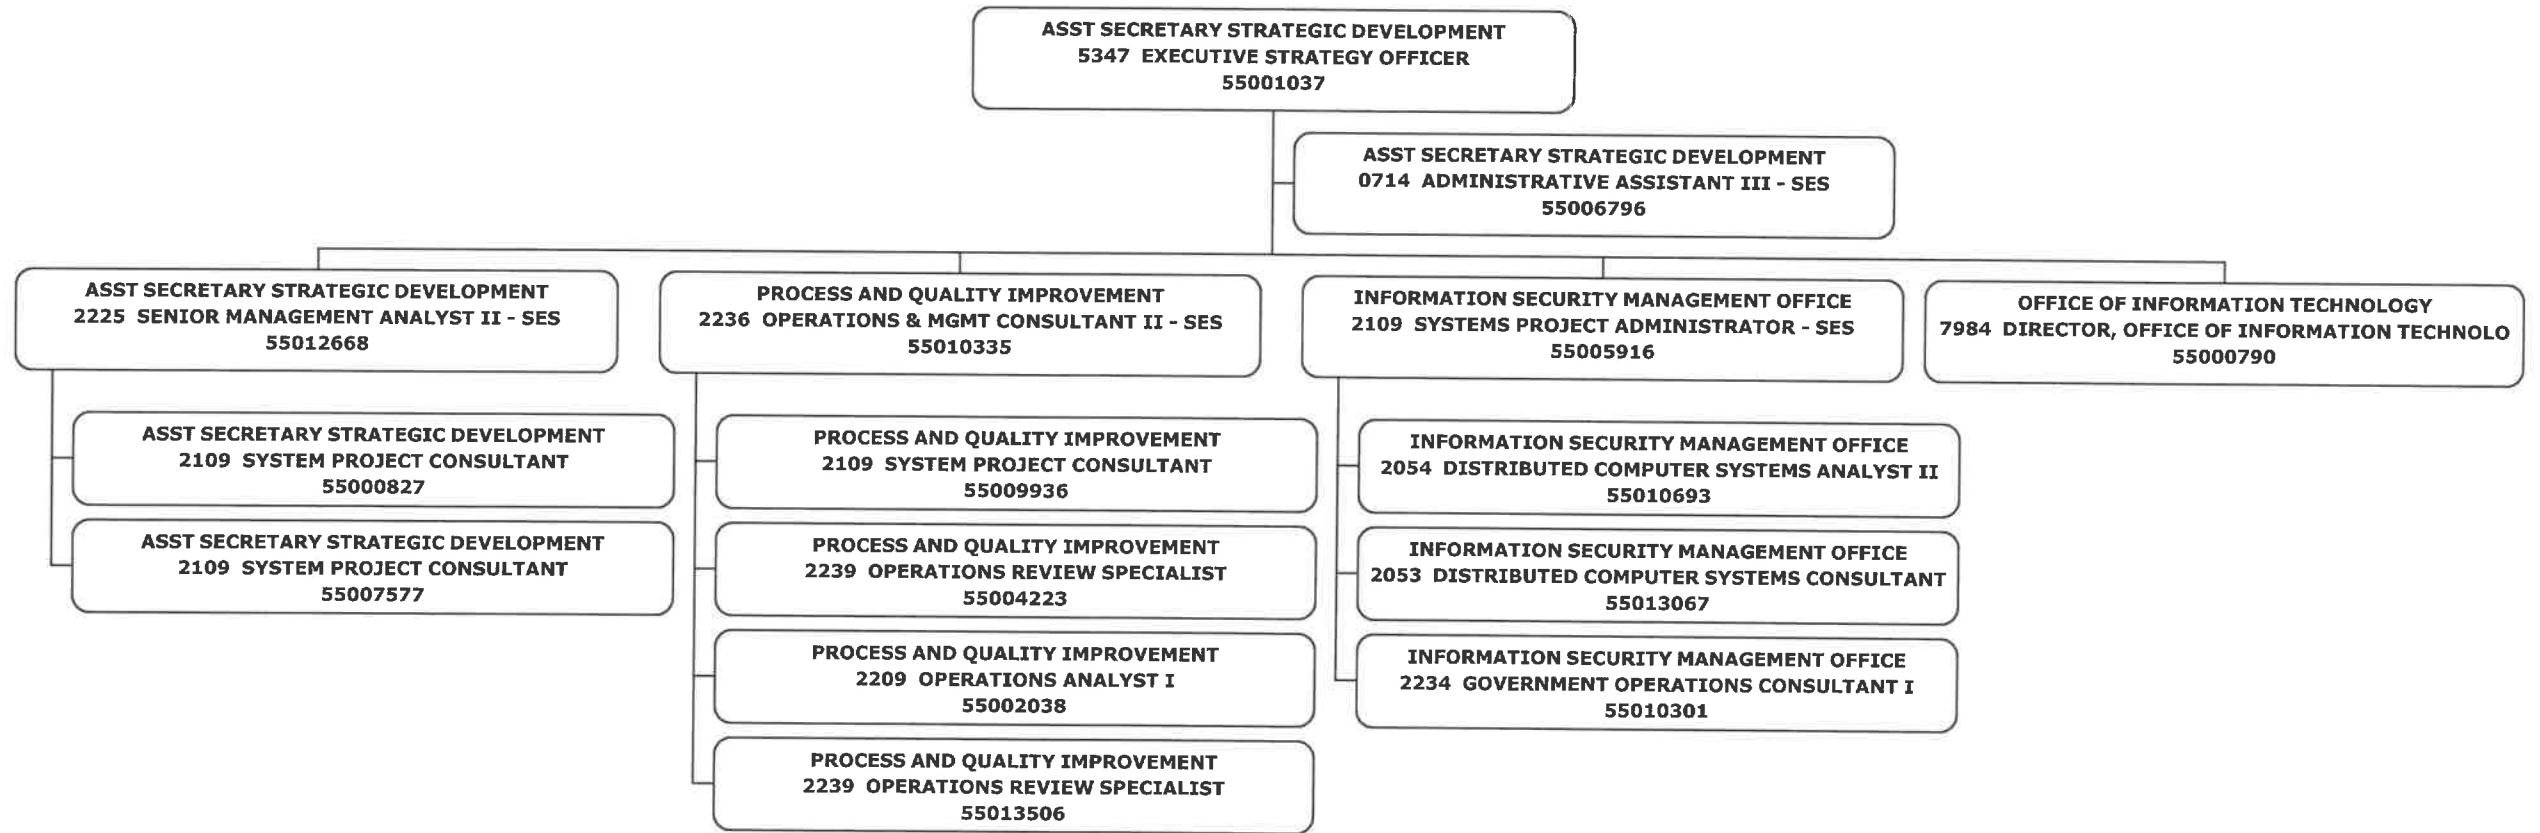 ASST SECRETARY STRATEGIC DEVELOPMENT
5347 EXECUTIVE STRATEGY OFFICER
55001037
ASST SECRETARY STRATEGIC DEVELOPMENT
0714 ADMINISTRATIVE ASSISTANT III - SES
55006796
ASST SECRETARY STRATEGIC DEVELOPMENT
2225 SENIOR MANAGEMENT ANALYST II - SES
55012668
ASST SECRETARY STRATEGIC DEVELOPMENT
2109 SYSTEM PROJECT CONSULTANT
55000827
ASST SECRETARY STRATEGIC DEVELOPMENT
2109 SYSTEM PROJECT CONSULTANT
55007577
PROCESS AND QUALITY IMPROVEMENT
2236 OPERATIONS & MGMT CONSULTANT II - SES
55010335
PROCESS AND QUALITY IMPROVEMENT
2109 SYSTEM PROJECT CONSULTANT
55009936
PROCESS AND QUALITY IMPROVEMENT
2239 OPERATIONS REVIEW SPECIALIST
55004223
PROCESS AND QUALITY IMPROVEMENT
2209 OPERATIONS ANALYST I
55002038
PROCESS AND QUALITY IMPROVEMENT
2239 OPERATIONS REVIEW SPECIALIST
55013506
INFORMATION SECURITY MANAGEMENT OFFICE
2109 SYSTEMS PROJECT ADMINISTRATOR - SES
55005916
INFORMATION SECURITY MANAGEMENT OFFICE
2054 DISTRIBUTED COMPUTER SYSTEMS ANALYST II
55010693
INFORMATION SECURITY MANAGEMENT OFFICE
2053 DISTRIBUTED COMPUTER SYSTEMS CONSULTANT
55013067
INFORMATION SECURITY MANAGEMENT OFFICE
2234 GOVERNMENT OPERATIONS CONSULTANT I
55010301
OFFICE OF INFORMATION TECHNOLOGY
7984 DIRECTOR, OFFICE OF INFORMATION TECHNOLO
55000790